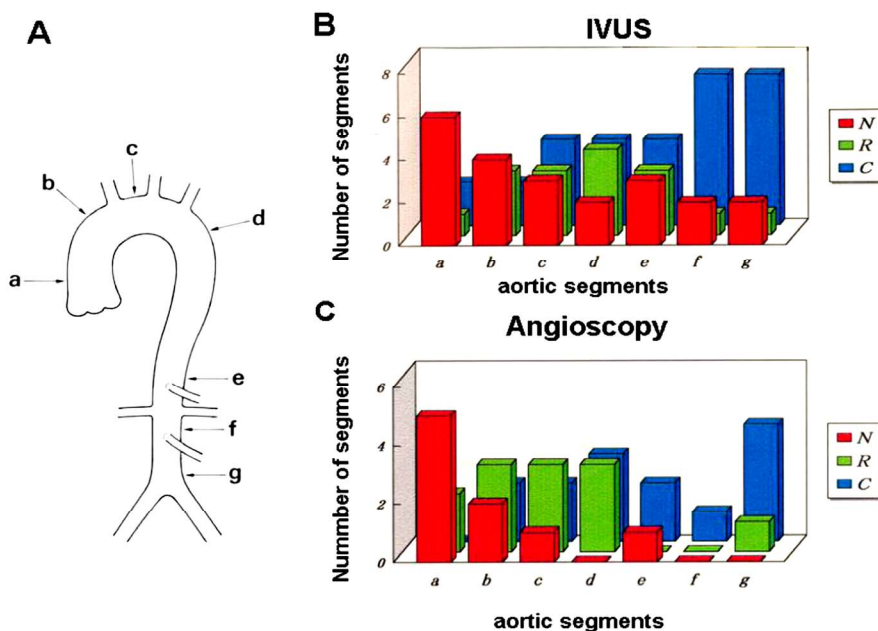 A
a
b
c
d
e
f
g
B
IVUS
Number of segments
8
6
4
2
0
a b c d e f g
aortic segments
N
R
C
C
Angioscopy
Nummber of segments
6
4
2
0
a b c d e f g
aortic segments
N
R
C